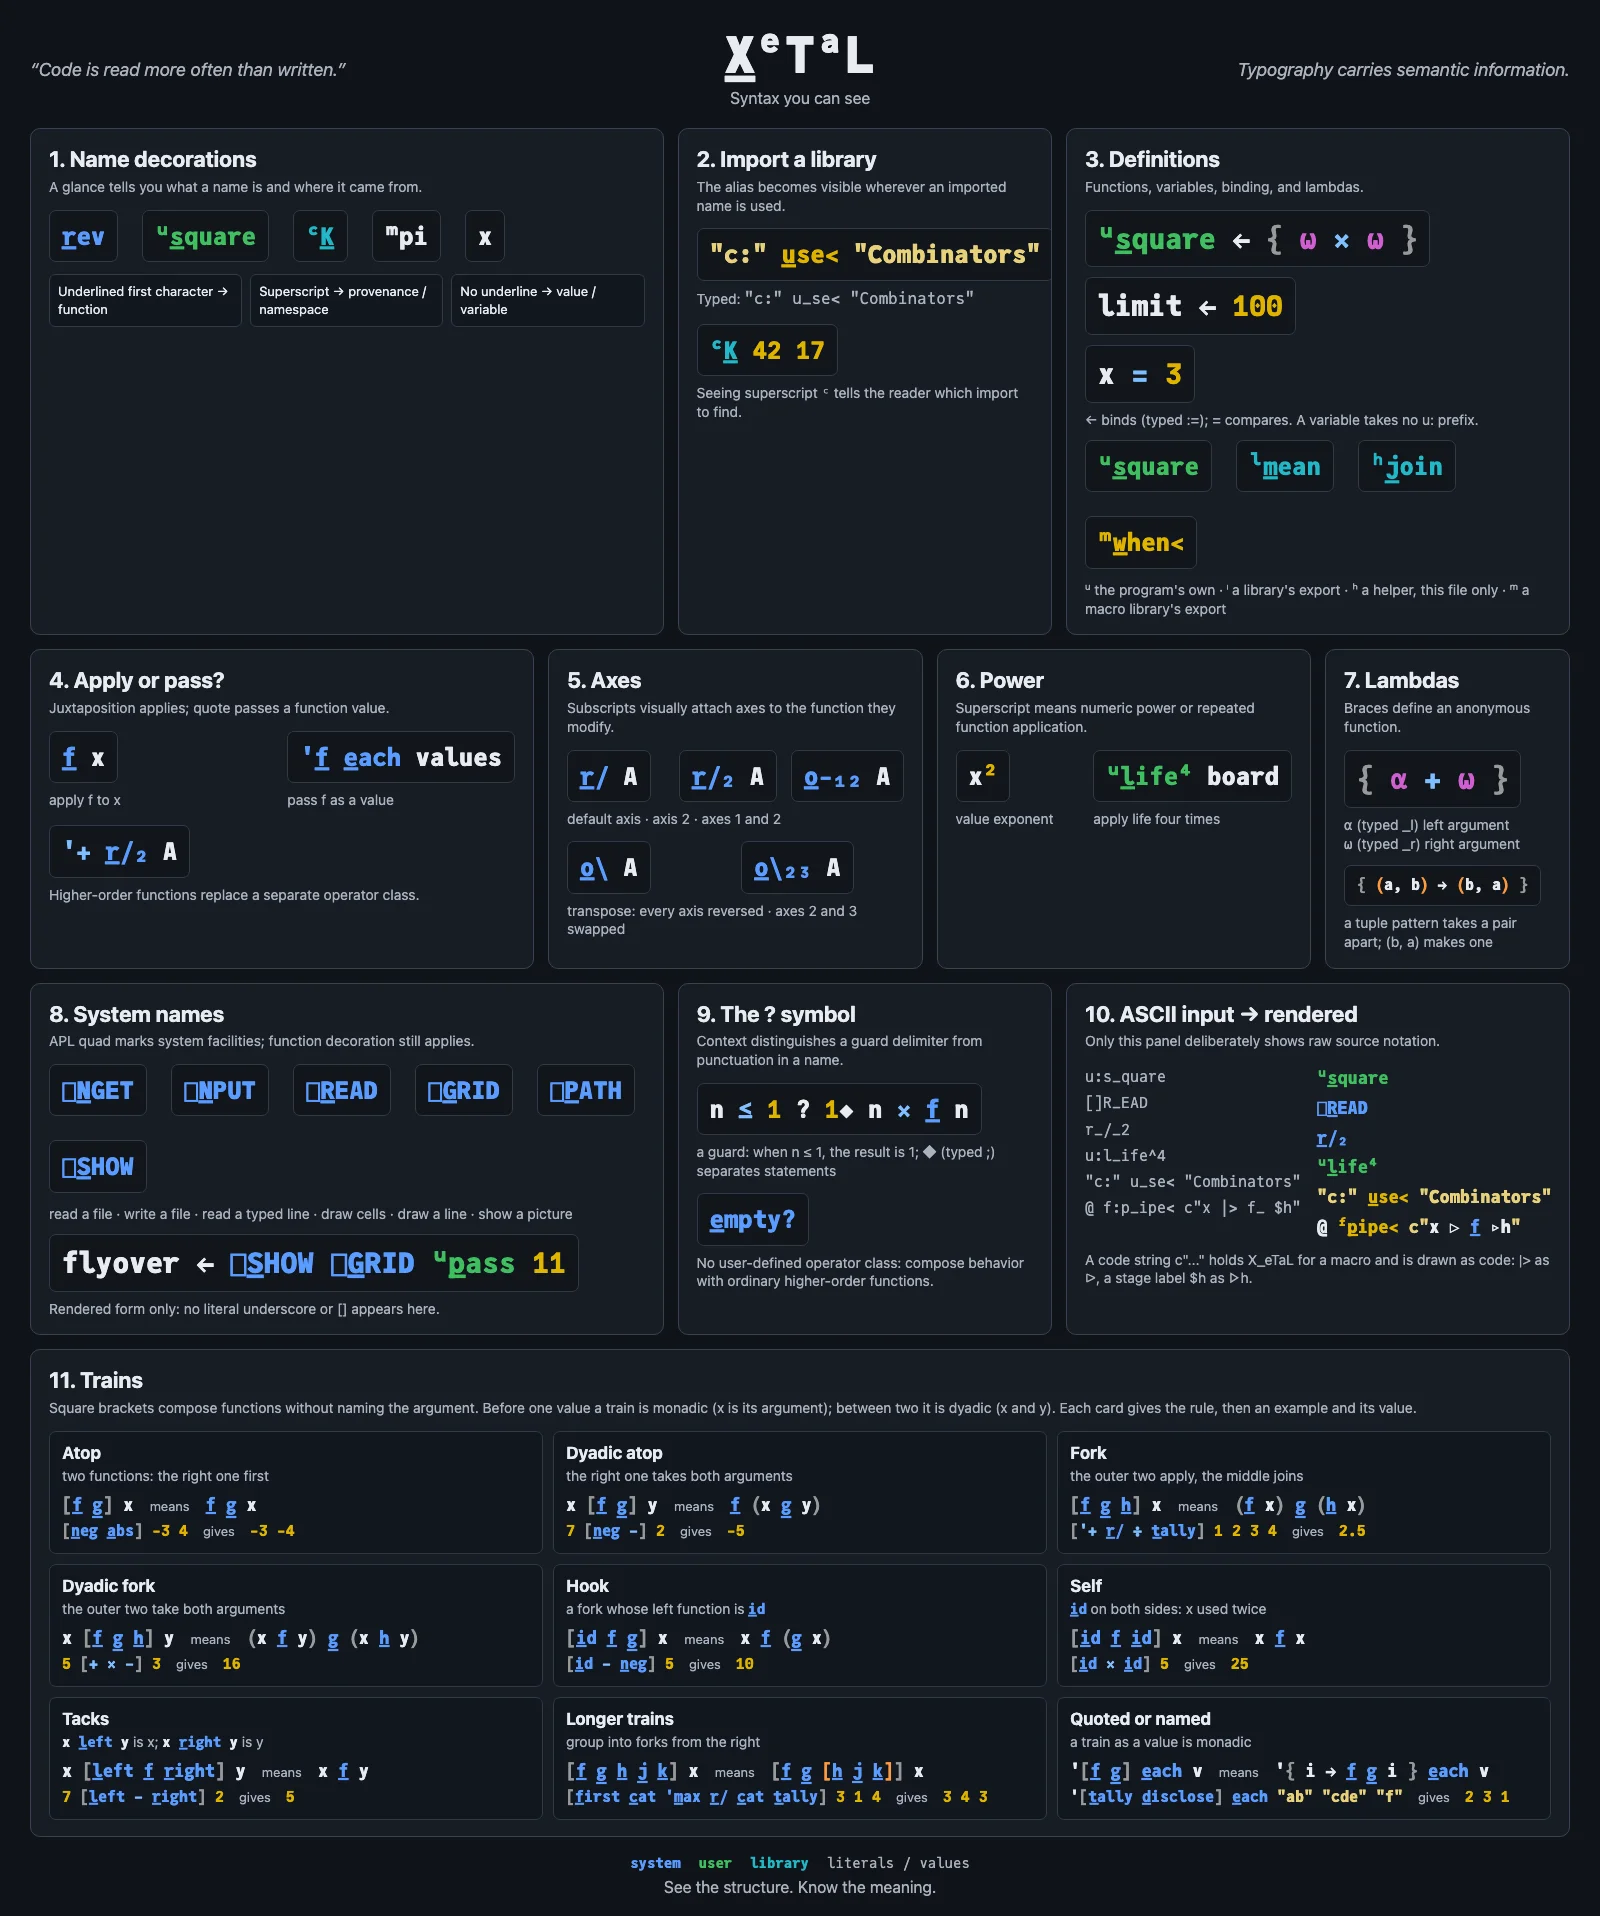 “Code is read more often than written.”
XᵉTᵃL
Syntax you can see
Typography carries semantic information.
1. Name decorations
A glance tells you what a name is and where it came from.
rev ᵘsquare ᶜK ᵐpi x
Underlined first character →
function
Superscript → provenance /
namespace
No underline → value /
variable
2. Import a library
The alias becomes visible wherever an imported
name is used.
"c:" use< "Combinators"
Typed: "c:" u_se< "Combinators"
ᶜK 42 17
Seeing superscript ᶜ tells the reader which import
to find.
3. Definitions
Functions, variables, binding, and lambdas.
ᵘsquare ← { ω × ω }
limit ← 100
x = 3
← binds (typed :=); = compares. A variable takes no u: prefix.
ᵘsquare ˡmean ʰjoin
ᵐwhen<
ᵘ the program's own · ˡ a library's export · ʰ a helper, this file only · ᵐ a
macro library's export
4. Apply or pass?
Juxtaposition applies; quote passes a function value.
f x
apply f to x
'f each values
pass f as a value
'+ r/₂ A
Higher-order functions replace a separate operator class.
5. Axes
Subscripts visually attach axes to the function they
modify.
r/ A r/₂ A o-₁₂ A
default axis · axis 2 · axes 1 and 2
o\ A o\₂₃ A
transpose: every axis reversed · axes 2 and 3
swapped
6. Power
Superscript means numeric power or repeated
function application.
x²
value exponent
ᵘlife⁴ board
apply life four times
7. Lambdas
Braces define an anonymous
function.
{ α + ω }
α (typed _l) left argument
ω (typed _r) right argument
{ (a, b) → (b, a) }
a tuple pattern takes a pair
apart; (b, a) makes one
8. System names
APL quad marks system facilities; function decoration still applies.
⎕NGET ⎕NPUT ⎕READ ⎕GRID ⎕PATH
⎕SHOW
read a file · write a file · read a typed line · draw cells · draw a line · show a picture
flyover ← ⎕SHOW ⎕GRID ᵘpass 11
Rendered form only: no literal underscore or [] appears here.
9. The ? symbol
Context distinguishes a guard delimiter from
punctuation in a name.
n ≤ 1 ? 1◆ n × f n
a guard: when n ≤ 1, the result is 1; ◆ (typed ;)
separates statements
empty?
No user-defined operator class: compose behavior
with ordinary higher-order functions.
10. ASCII input → rendered
Only this panel deliberately shows raw source notation.
u:s_quare ᵘsquare
[]R_EAD ⎕READ
r_/_2 r/₂
u:l_ife^4 ᵘlife⁴
"c:" u_se< "Combinators" "c:" use< "Combinators"
@ f:p_ipe< c"x |> f_ $h" @ ᶠpipe< c"x ▷ f ▹h"
A code string c"..." holds X_eTaL for a macro and is drawn as code: |> as
▷, a stage label $h as ▷h.
11. Trains
Square brackets compose functions without naming the argument. Before one value a train is monadic (x is its argument); between two it is dyadic (x and y). Each card gives the rule, then an example and its value.
Atop
two functions: the right one first
[f g] x means f g x
[neg abs] -3 4 gives -3 -4
Dyadic atop
the right one takes both arguments
x [f g] y means f (x g y)
7 [neg -] 2 gives -5
Fork
the outer two apply, the middle joins
[f g h] x means (f x) g (h x)
['+ r/ ÷ tally] 1 2 3 4 gives 2.5
Dyadic fork
the outer two take both arguments
x [f g h] y means (x f y) g (x h y)
5 [+ × -] 3 gives 16
Hook
a fork whose left function is id
[id f g] x means x f (g x)
[id - neg] 5 gives 10
Self
id on both sides: x used twice
[id f id] x means x f x
[id × id] 5 gives 25
Tacks
x left y is x; x right y is y
x [left f right] y means x f y
7 [left - right] 2 gives 5
Longer trains
group into forks from the right
[f g h j k] x means [f g [h j k]] x
[first cat 'max r/ cat tally] 3 1 4 gives 3 4 3
Quoted or named
a train as a value is monadic
'[f g] each v means '{ i → f g i } each v
'[tally disclose] each "ab" "cde" "f" gives 2 3 1
system user library literals / values
See the structure. Know the meaning.